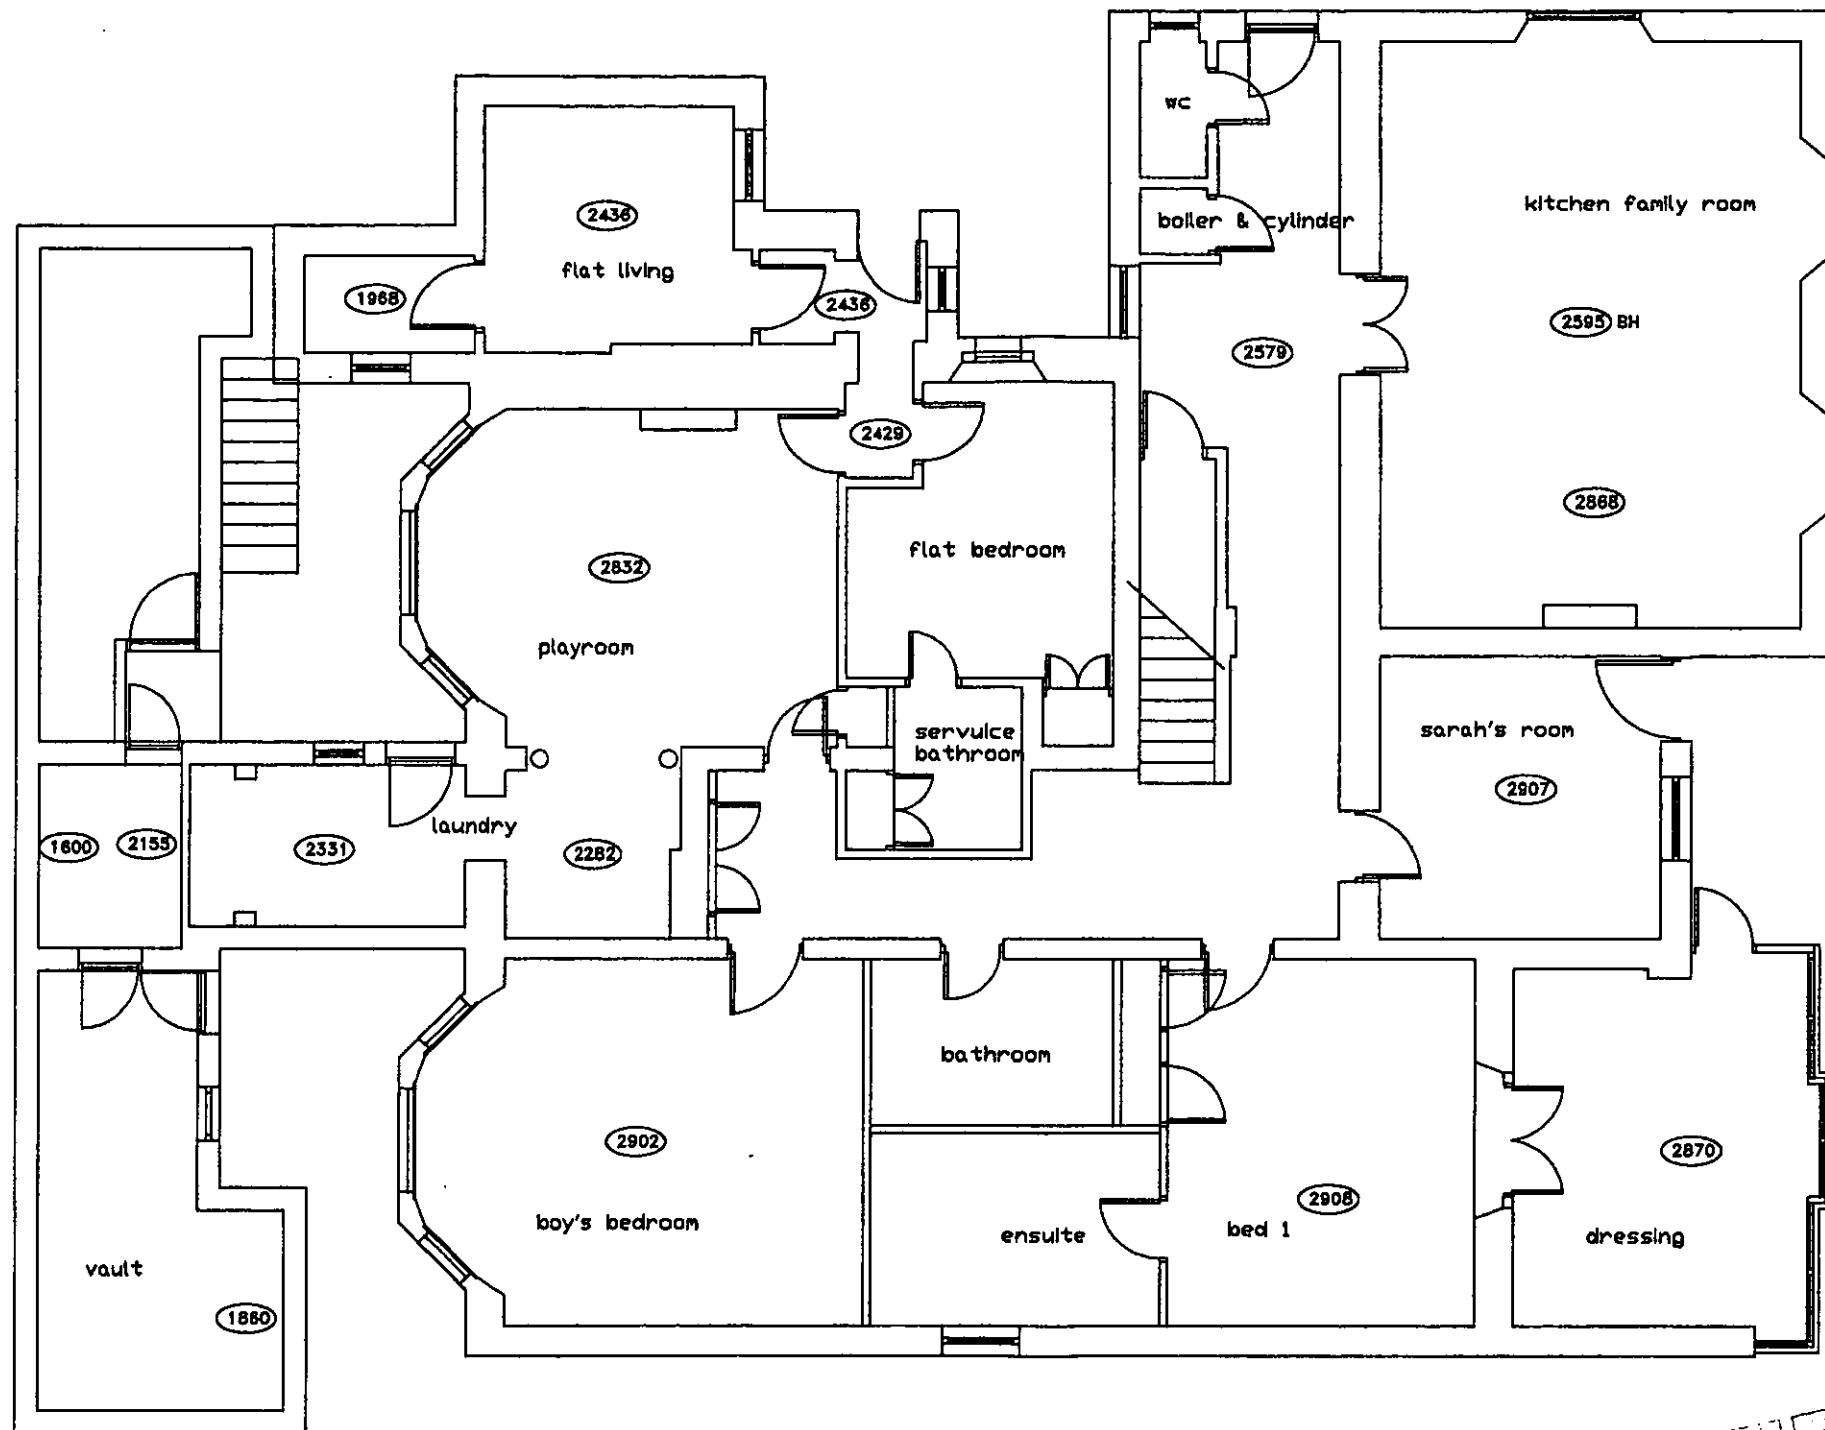 wc
kitchen family room
boiler & cylinder
2436
flat living
1968
2436
2595 BH
2579
2429
2868
flat bedroom
2832
playroom
servuice
bathroom
sarah's room
2907
laundry
1600
2155
2331
2282
bathroom
2902
2870
2908
boy's bedroom
ensuite
bed 1
dressing
vault
1860